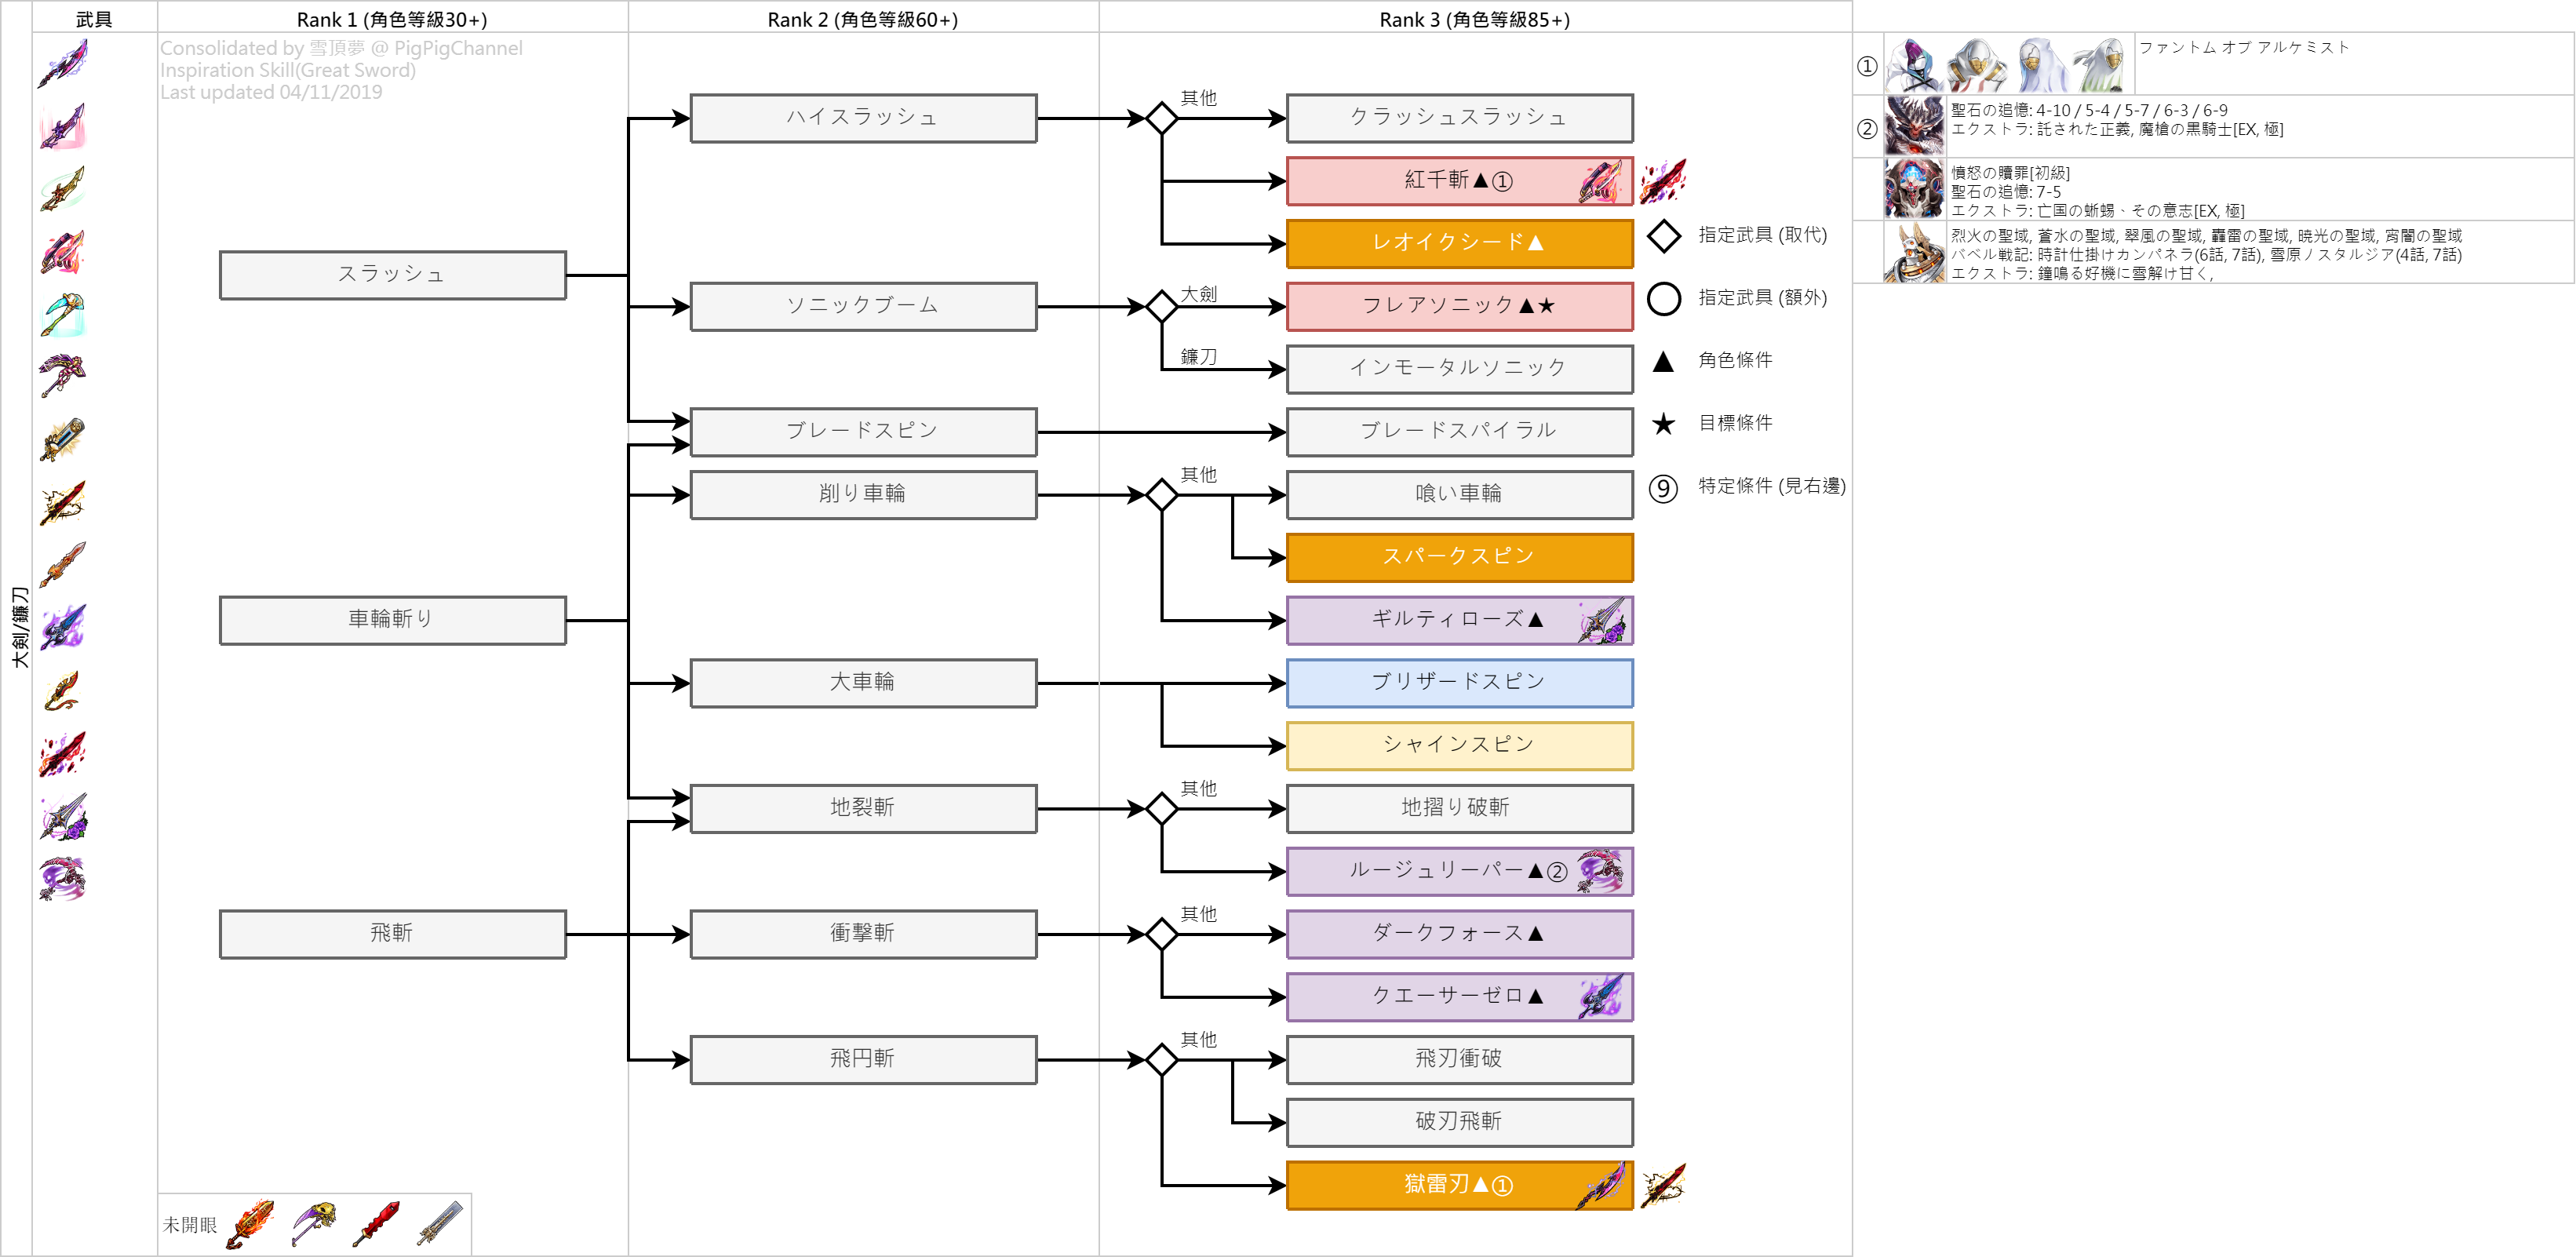 武具
Rank 1 (角色等級30+)
Rank 2 (角色等級60+)
Rank 3 (角色等級85+)
Consolidated by 雪頂夢 @ PigPigChannel
Inspiration Skill(Great Sword)
Last updated 04/11/2019
大剣/鐮刀
スラッシュ
車輪斬り
飛斬
未開眼
ハイスラッシュ
ソニックブーム
ブレードスピン
削り車輪
大車輪
地裂斬
衝撃斬
飛円斬
其他
クラッシュスラッシュ
紅千斬▲①
レオイクシード▲
大劍
フレアソニック▲★
鐮刀
インモータルソニック
ブレードスパイラル
其他
喰い車輪
スパークスピン
ギルティローズ▲
ブリザードスピン
シャインスピン
其他
地摺り破斬
ルージュリーパー▲②
其他
ダークフォース▲
クエーサーゼロ▲
其他
飛刃衝破
破刃飛斬
獄雷刃▲①
指定武具 (取代)
指定武具 (額外)
▲ 角色條件
★ 目標條件
⑨ 特定條件 (見右邊)
①
ファントム オブ アルケミスト
②
聖石の追憶: 4-10 / 5-4 / 5-7 / 6-3 / 6-9
エクストラ: 託された正義, 魔槍の黒騎士[EX, 極]
憤怒の贖罪[初級]
聖石の追憶: 7-5
エクストラ: 亡国の蜥蜴、その意志[EX, 極]
烈火の聖域, 蒼水の聖域, 翠風の聖域, 轟雷の聖域, 暁光の聖域, 宵闇の聖域
バベル戦記: 時計仕掛けカンパネラ(6話, 7話), 雪原ノスタルジア(4話, 7話)
エクストラ: 鐘鳴る好機に雪解け甘く,